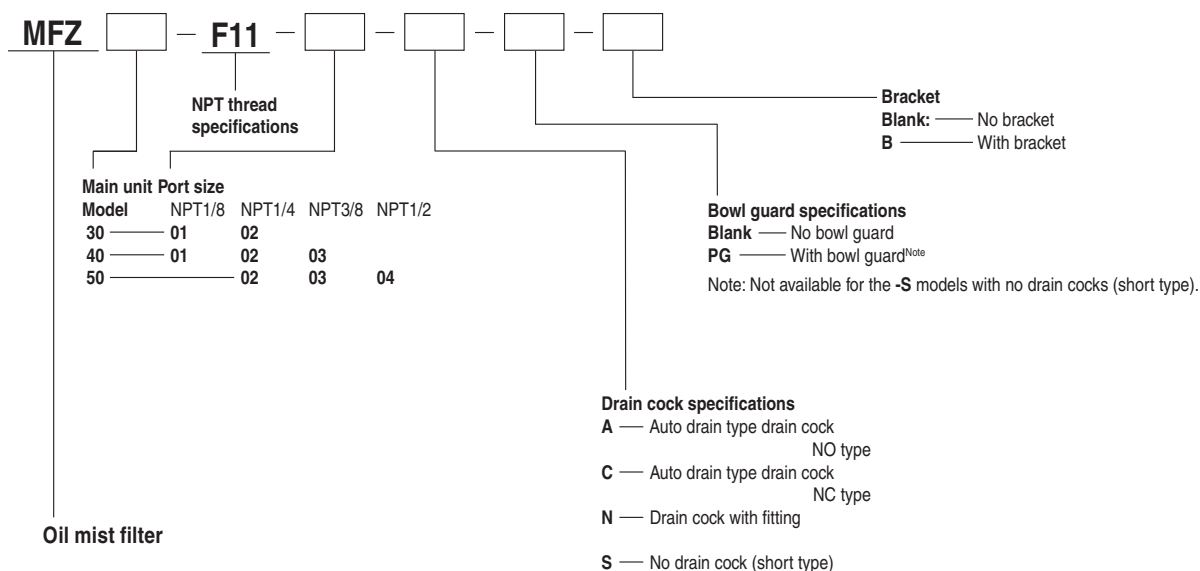 MFZ – F11 – – – –
NPT thread
specifications
Bracket
Blank: No bracket
B With bracket
Main unit Port size
Model NPT1/8 NPT1/4 NPT3/8 NPT1/2
30 01 02
40 01 02 03
50 02 03 04
Bowl guard specifications
Blank No bowl guard
PG With bowl guardNote
Note: Not available for the -S models with no drain cocks (short type).
Drain cock specifications
A Auto drain type drain cock
NO type
C Auto drain type drain cock
NC type
N Drain cock with fitting
S No drain cock (short type)
Oil mist filter